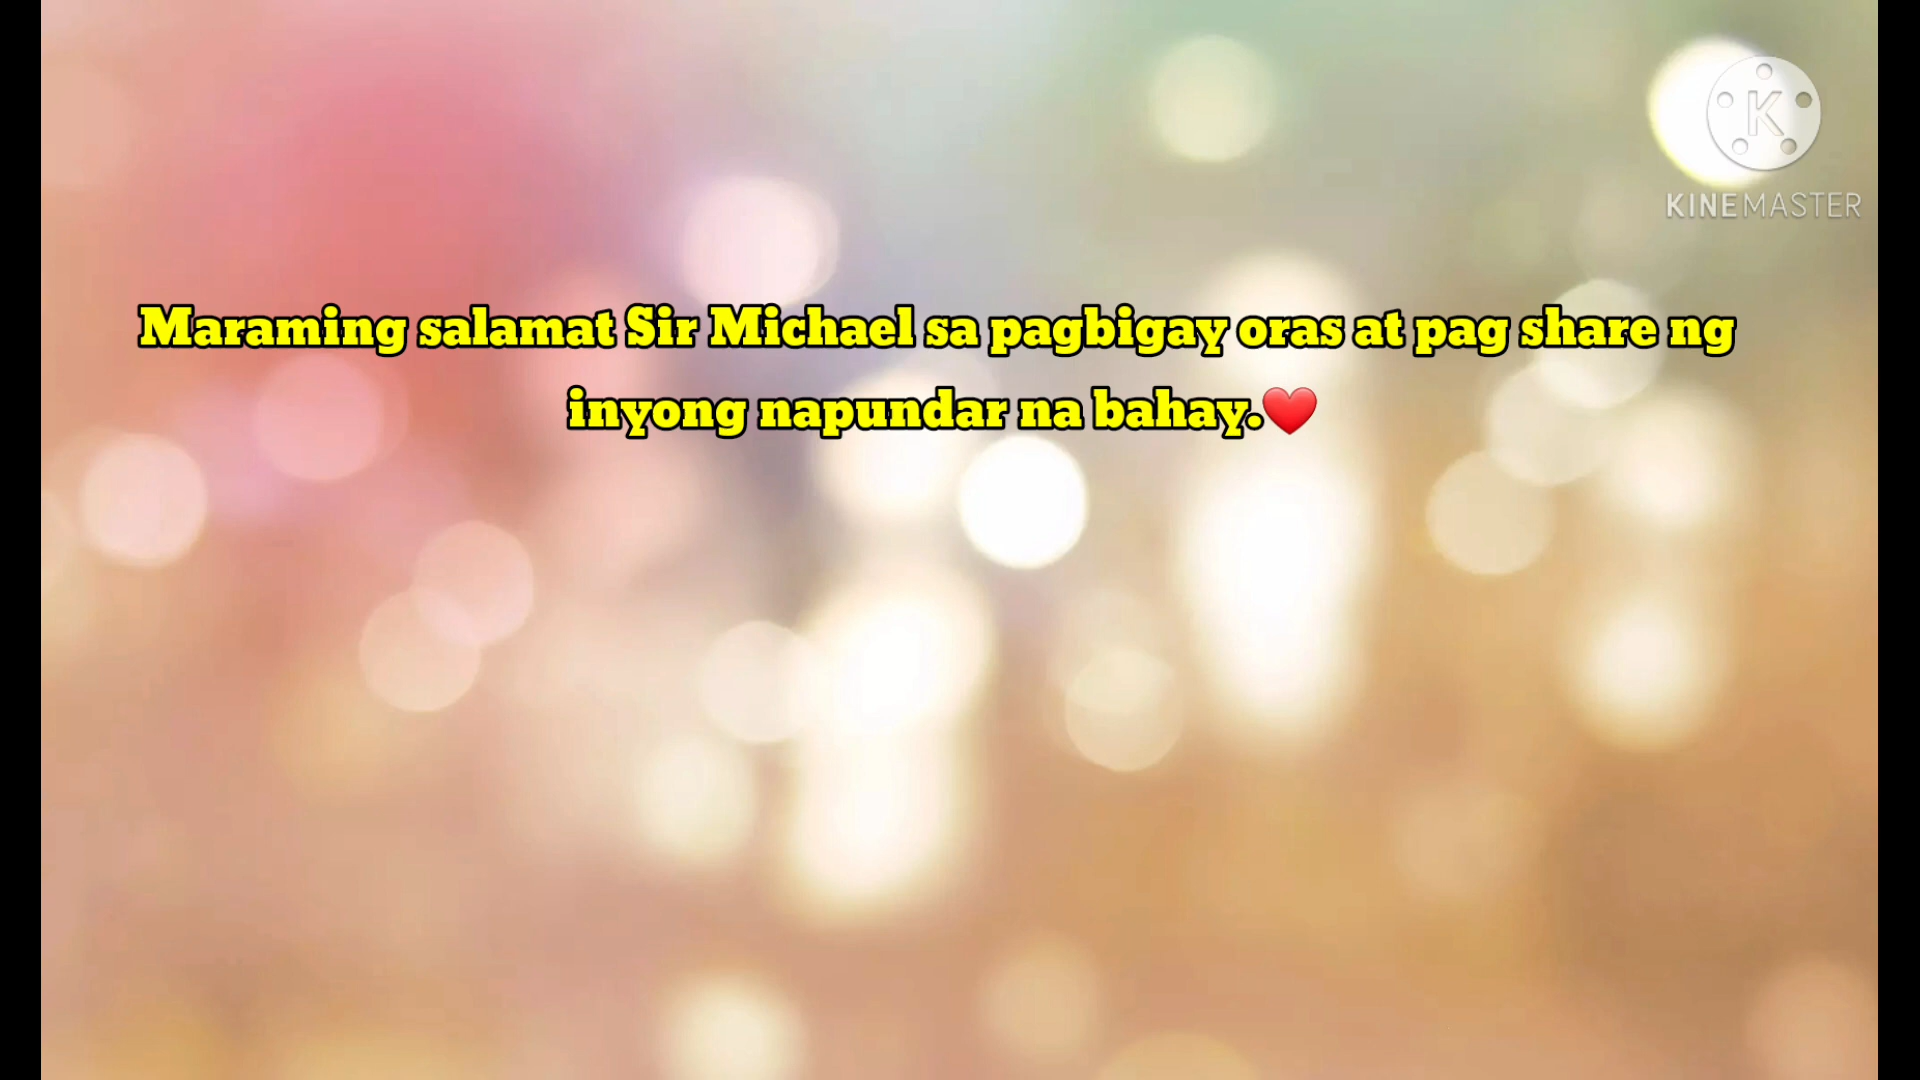 Maraming salamat Sir Michael sa pagbigay oras at pag share ng
inyong napundar na bahay.❤️
K
KINEMASTER